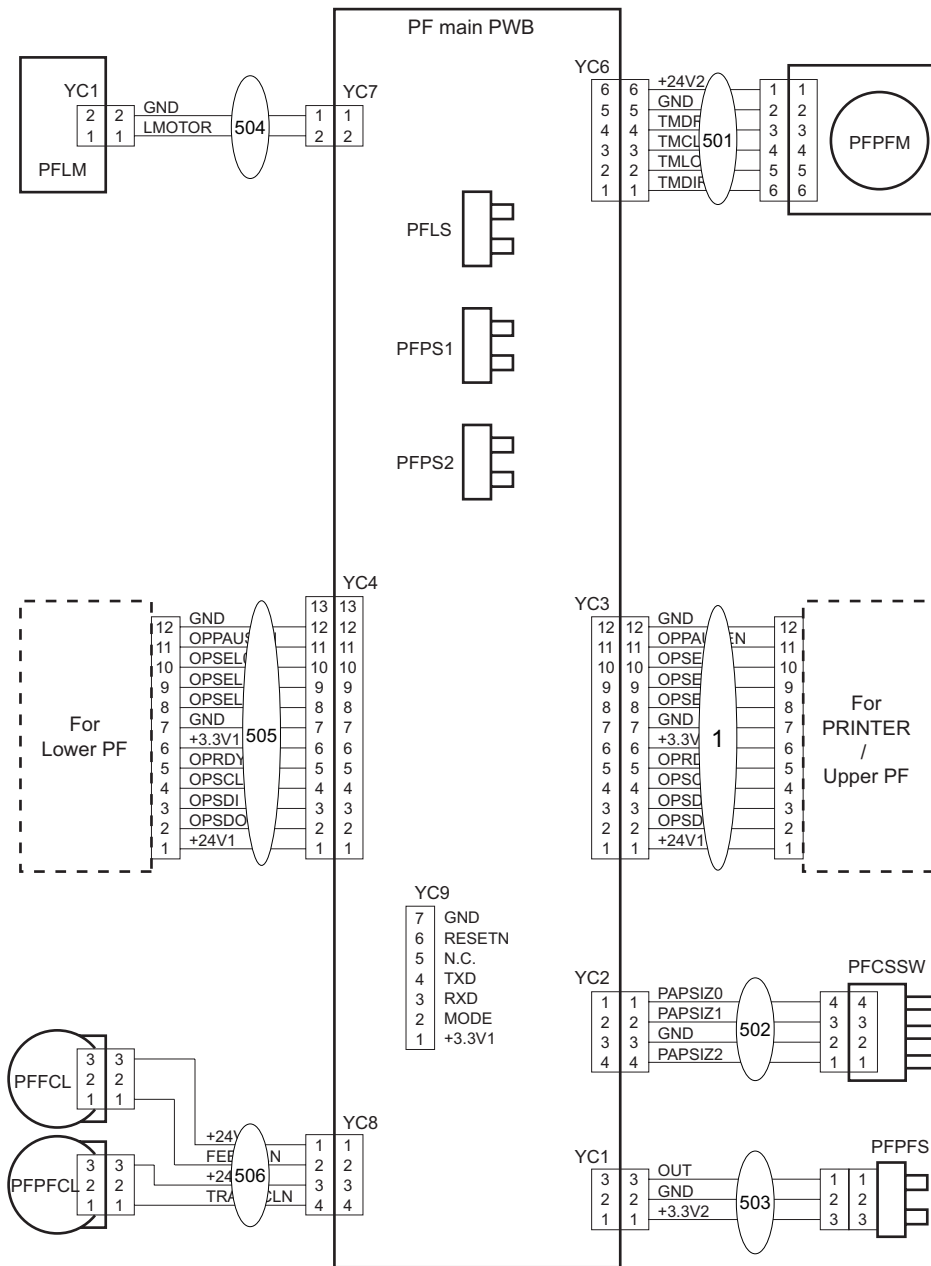 PF main PWB
YC1
2 2
1 1
PFLM
GND
LMOTOR
504
YC7
1 1
2 2
YC6
6 6
5 5
4 4
3 3
2 2
1 1
+24V2
GND
501
1 1
2 2
3 3
4 4
5 5
6 6
PFPFM
PFLS
PFPS1
PFPS2
For
Lower PF
12
11
10
9
8
7
6
5
4
3
2
1
GND
GND
+3.3V1
OPRDY
OPSDI
OPSDO
+24V1
505
YC4
13 13
12 12
11 11
10 10
9 9
8 8
7 7
6 6
5 5
4 4
3 3
2 2
1 1
YC3
12 12
11 11
10 10
9 9
8 8
7 7
6 6
5 5
4 4
3 3
2 2
1 1
GND
GND
+24V1
1
12
11
10
9
8
7
6
5
4
3
2
1
For
PRINTER
/
Upper PF
YC9
7 GND
6 RESETN
5 N.C.
4 TXD
3 RXD
2 MODE
1 +3.3V1
YC2
1 1
2 2
3 3
4 4
PAPSIZ0
PAPSIZ1
GND
PAPSIZ2
502
PFCSSW
4 4
3 3
2 2
1 1
PFFCL
3 3
2 2
1 1
PFPFCL
3 3
2 2
1 1
506
YC8
1 1
2 2
3 3
4 4
YC1
3 3
2 2
1 1
OUT
GND
+3.3V2
503
PFPFS
1 1
2 2
3 3